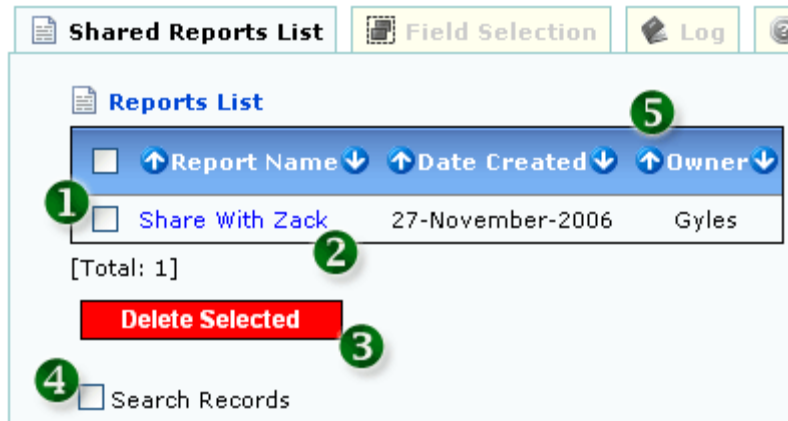 Shared Reports List Field Selection Log
Reports List
5
Report Name Date Created Owner
1
Share With Zack 27-November-2006 Gyles
2
[Total: 1]
Delete Selected
3
4
Search Records